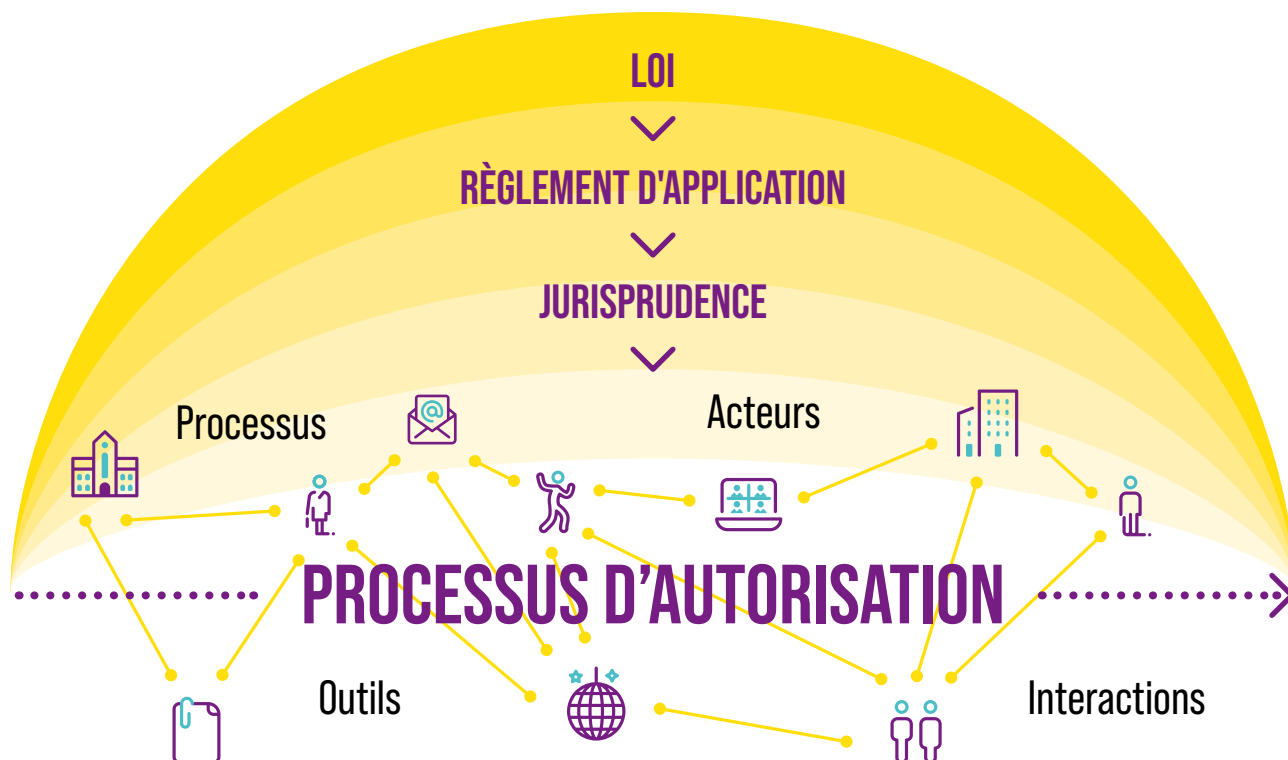 LOI
RÈGLEMENT D'APPLICATION
JURISPRUDENCE
Processus
Acteurs
PROCESSUS D’AUTORISATION
Outils
Interactions